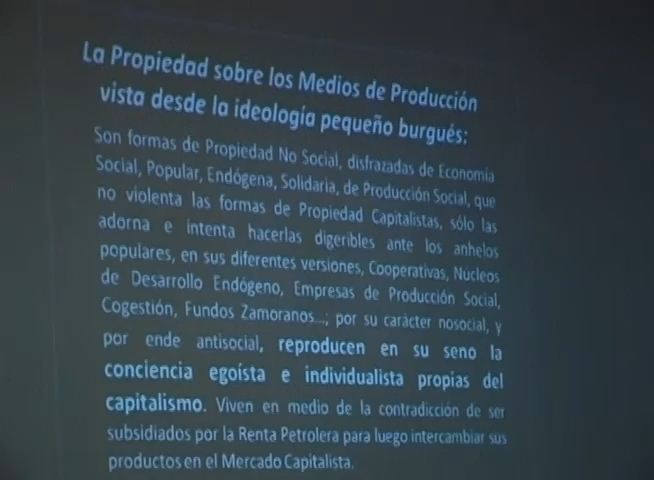 La Propiedad sobre los Medios de Producción
vista desde la ideología pequeño burgués:
Son formas de Propiedad No Social, disfrazadas de Economía
Social, Popular, Endógena, Solidaria, de Producción Social, que
no violenta las formas de Propiedad Capitalistas, sólo las
adorna e intenta hacerlas digeribles ante los anhelos
populares, en sus diferentes versiones, Cooperativas, Núcleos
de Desarrollo Endógeno, Empresas de Producción Social,
Cogestión, Fundos Zamoranos...; por su carácter nosocial, y
por ende antisocial, reproducen en su seno la
conciencia egoísta e individualista propias del
capitalismo. Viven en medio de la contradicción de ser
subsidiados por la Renta Petrolera para luego intercambiar sus
productos en el Mercado Capitalista.